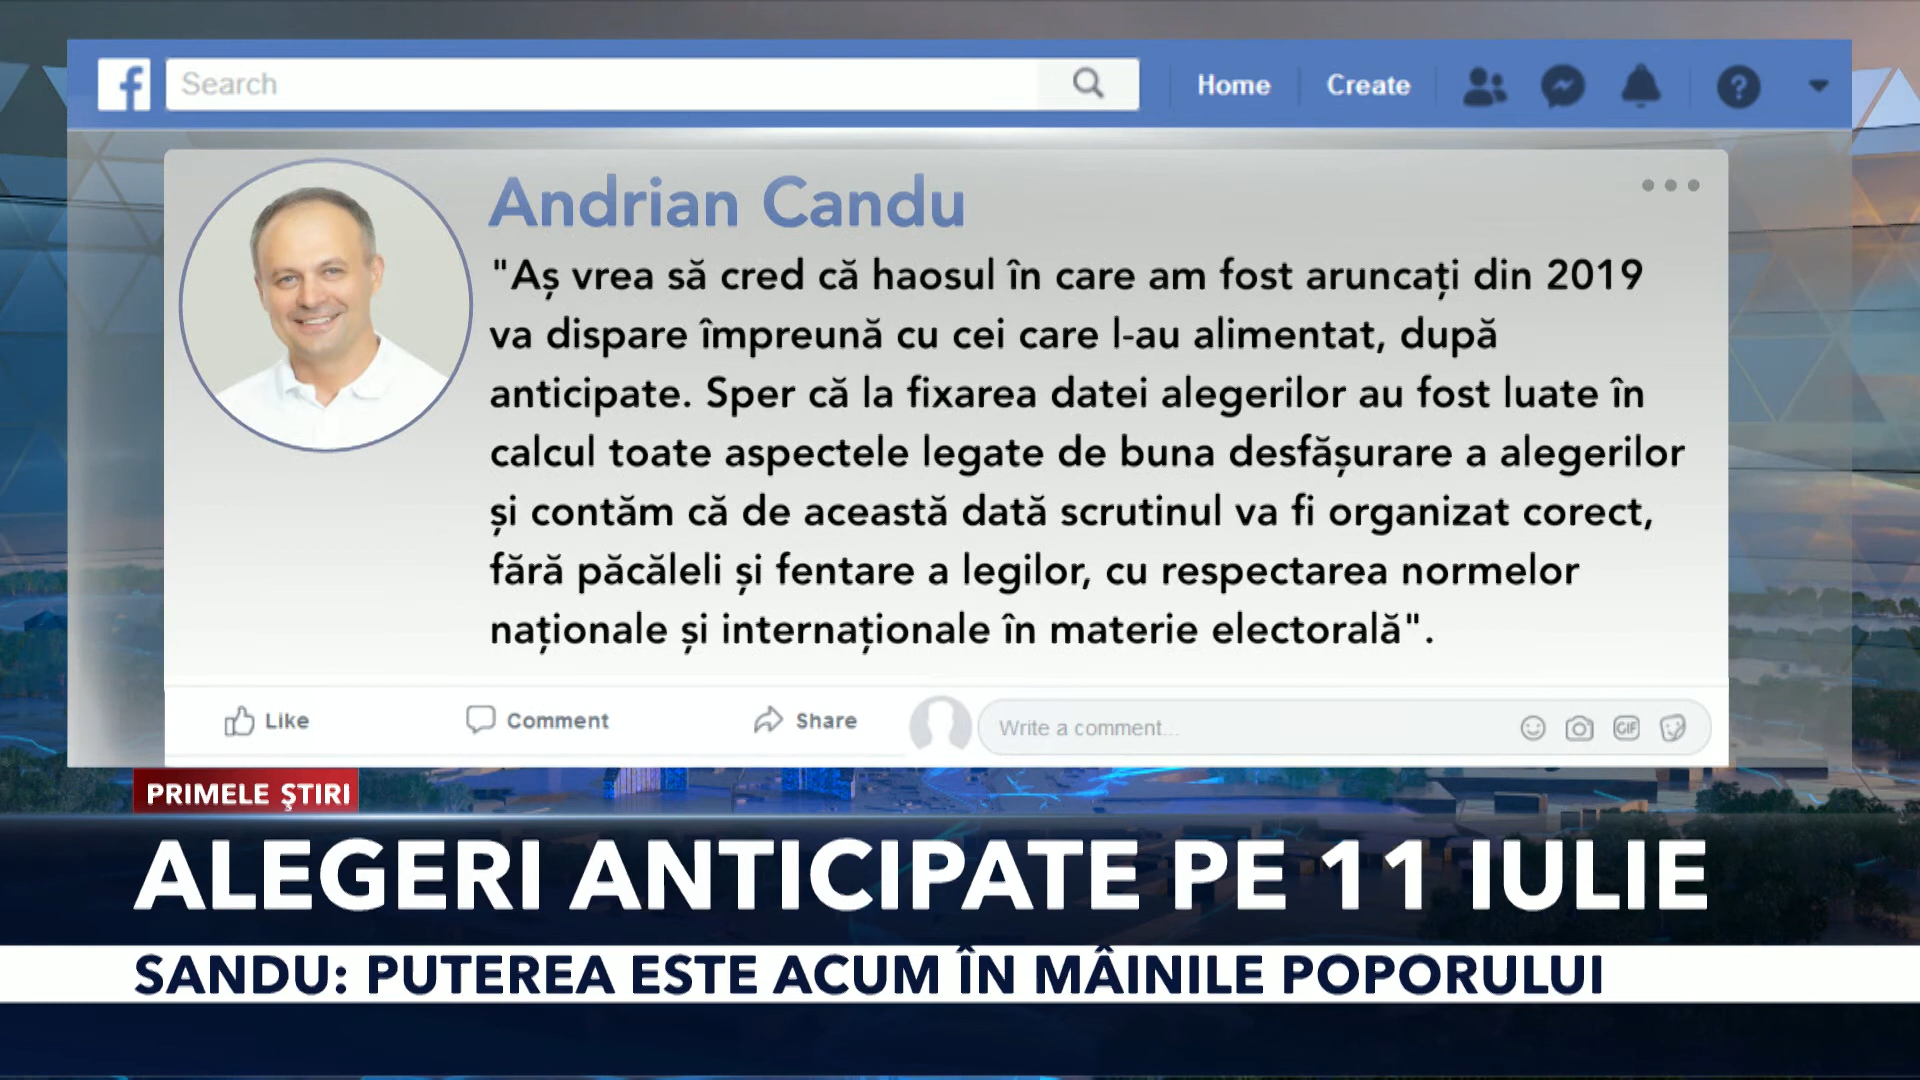 Search
Home
Create
Andrian Candu
"Aș vrea să cred că haosul în care am fost aruncați din 2019
va dispare împreună cu cei care l-au alimentat, după
anticipate. Sper că la fixarea datei alegerilor au fost luate în
calcul toate aspectele legate de buna desfășurare a alegerilor
și contăm că de această dată scrutinul va fi organizat corect,
fără păcăleli și fentare a legilor, cu respectarea normelor
naționale și internaționale în materie electorală".
Like
Comment
Share
Write a comment...
GIF
PRIMELE ŞTIRI
ALEGERI ANTICIPATE PE 11 IULIE
SANDU: PUTEREA ESTE ACUM ÎN MÂINILE POPORULUI